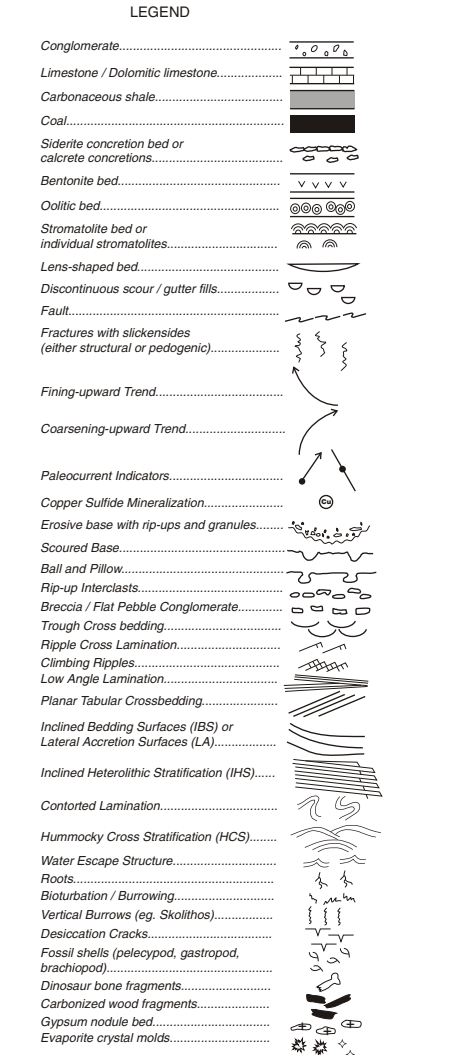 LEGEND
Conglomerate................................................
Limestone / Dolomitic limestone...................
Carbonaceous shale......................................
Coal................................................................
Siderite concretion bed or
calcrete concretions.......................................
Bentonite bed................................................
Oolitic bed......................................................
Stromatolite bed or
individual stromatolites.................................
Lens-shaped bed..........................................
Discontinuous scour / gutter fills..................
Fault..............................................................
Fractures with slickensides
(either structural or pedogenic)....................
Fining-upward Trend......................................
Coarsening-upward Trend.............................
Paleocurrent Indicators..................................
Copper Sulfide Mineralization.......................
Cu
Erosive base with rip-ups and granules........
Scoured Base.................................................
Ball and Pillow................................................
Rip-up Interclasts...........................................
Breccia / Flat Pebble Conglomerate.............
Trough Cross bedding...................................
Ripple Cross Lamination...............................
Climbing Ripples............................................
Low Angle Lamination...................................
Planar Tabular Crossbedding.......................
Inclined Bedding Surfaces (IBS) or
Lateral Accretion Surfaces (LA)..................
Inclined Heterolithic Stratification (IHS)......
Contorted Lamination...................................
Hummocky Cross Stratification (HCS)........
Water Escape Structure...............................
Roots............................................................
Bioturbation / Burrowing..............................
Vertical Burrows (eg. Skolithos).................
Desiccation Cracks......................................
Fossil shells (pelecypod, gastropod,
brachiopod)..................................................
Dinosaur bone fragments...........................
Carbonized wood fragments......................
Gypsum nodule bed....................................
Evaporite crystal molds...............................